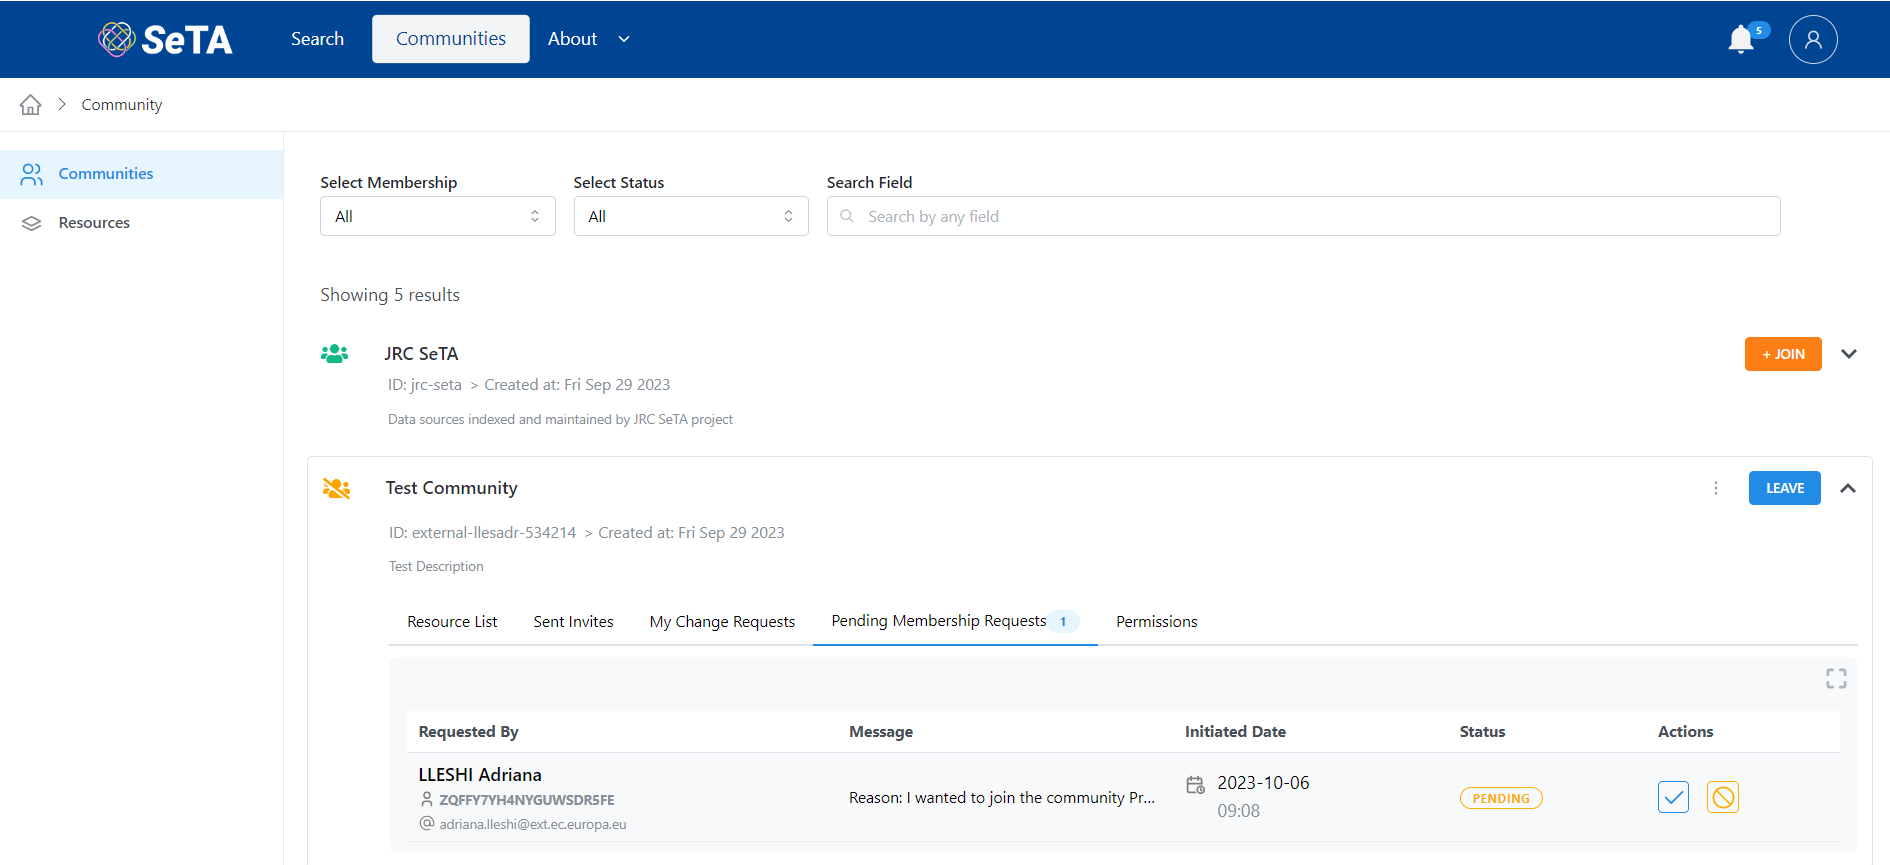 SeTA Search Communities About 5
Community
Communities
Resources
Select Membership Select Status Search Field
All All Search by any field
Showing 5 results
JRC SeTA + JOIN
ID: jrc-seta > Created at: Fri Sep 29 2023
Data sources indexed and maintained by JRC SeTA project
Test Community LEAVE
ID: external-llesadr-534214 > Created at: Fri Sep 29 2023
Test Description
Resource List Sent Invites My Change Requests Pending Membership Requests 1 Permissions
Requested By Message Initiated Date Status Actions
LLESHI Adriana
ZQFFY7YH4NYGUWSDR5FE
adriana.lleshi@ext.ec.europa.eu
Reason: I wanted to join the community Pr...
2023-10-06
09:08
PENDING